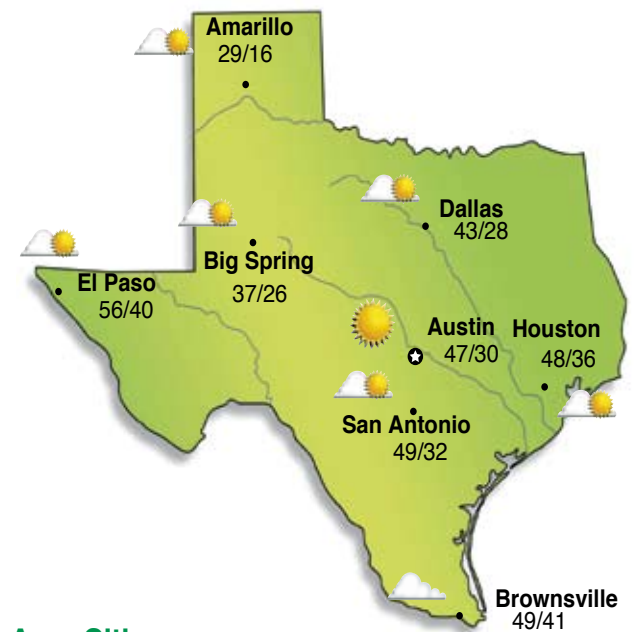 Amarillo
29/16
Dallas
43/28
Big Spring
37/26
El Paso
56/40
Austin
47/30
Houston
48/36
San Antonio
49/32
Brownsville
49/41